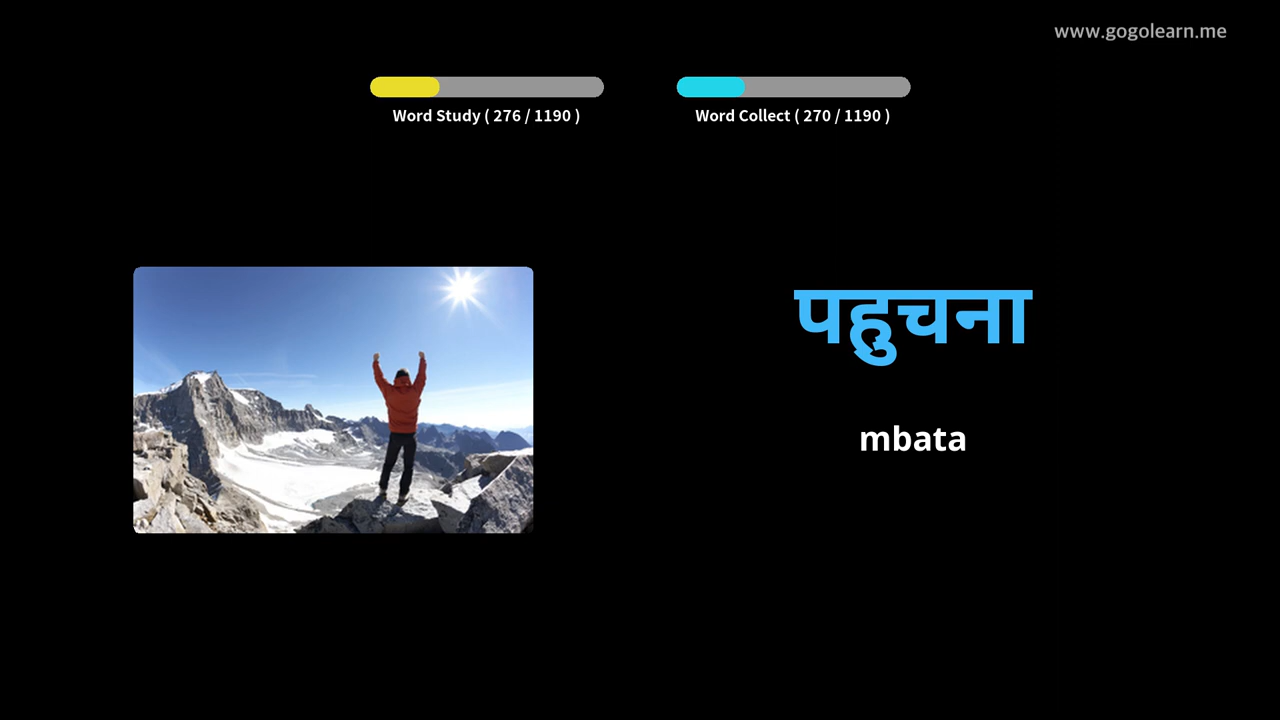 www.gogolearn.me
Word Study ( 276 / 1190 )
Word Collect ( 270 / 1190 )
पहुचना
mbata